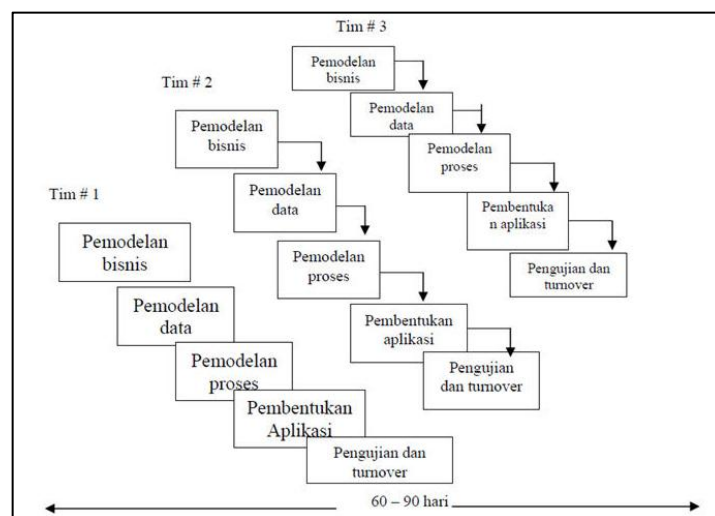 Tim # 3
Pemodelan
bisnis
Pemodelan
data
Pemodelan
proses
Pembentuka
n aplikasi
Pengujian dan
turnover
Tim # 2
Pemodelan
bisnis
Pemodelan
data
Pemodelan
proses
Pembentukan
aplikasi
Pengujian
dan turnover
Tim # 1
Pemodelan
bisnis
Pemodelan
data
Pemodelan
proses
Pembentukan
Aplikasi
Pengujian dan
turnover
60 – 90 hari